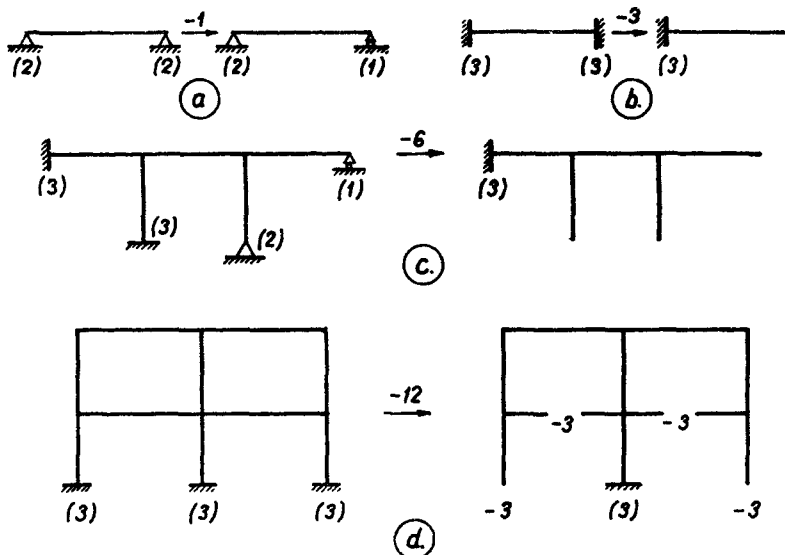 -1 -3
(2) (2) (2) (1) (3) (3) (3)
a b.
-6
(3) (3) (2) (1) (3)
c.
-12
-3 -3
(3) (3) (3) -3 (3) -3
d.